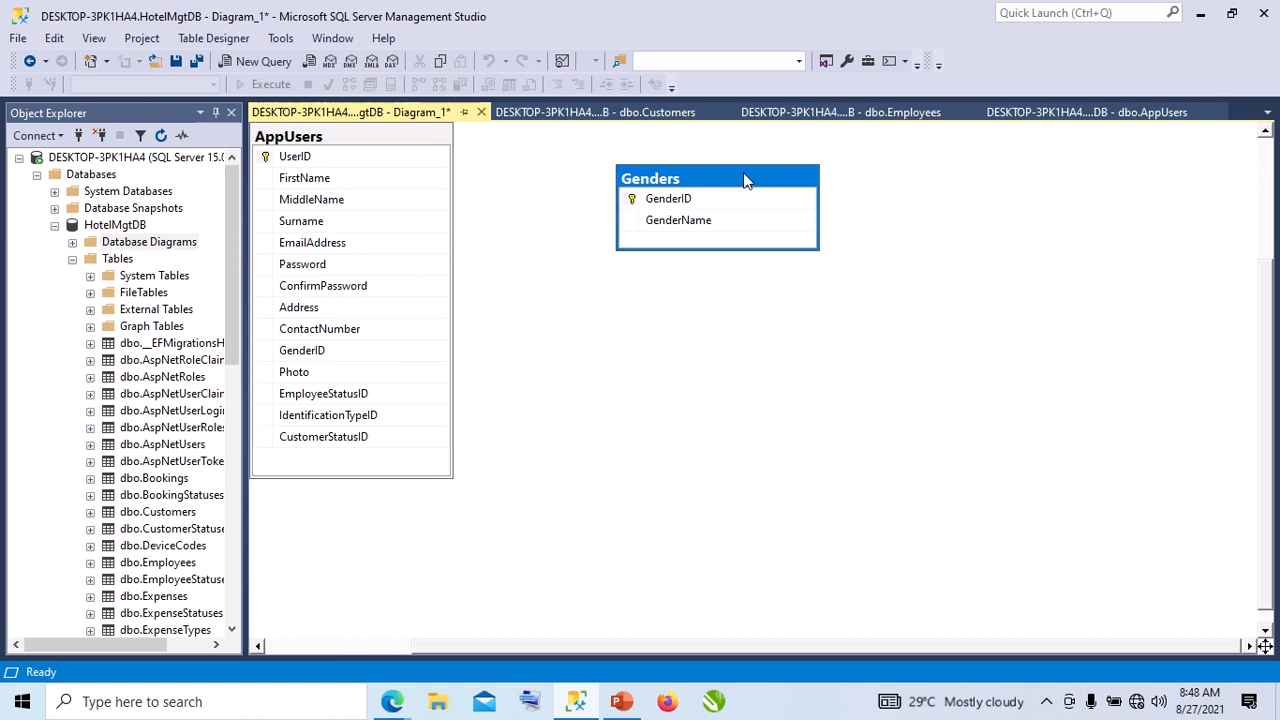 DESKTOP-3PK1HA4.HotelMgtDB - Diagram_1* - Microsoft SQL Server Management Studio
Quick Launch (Ctrl+Q)
File Edit View Project Table Designer Tools Window Help
New Query
Execute
Object Explorer
DESKTOP-3PK1HA4....gtDB - Diagram_1*
DESKTOP-3PK1HA4....B - dbo.Customers
DESKTOP-3PK1HA4....B - dbo.Employees
DESKTOP-3PK1HA4....DB - dbo.AppUsers
Connect
DESKTOP-3PK1HA4 (SQL Server 15.0
Databases
System Databases
Database Snapshots
HotelMgtDB
Database Diagrams
Tables
System Tables
FileTables
External Tables
Graph Tables
dbo.__EFMigrationsH
dbo.AspNetRoleClain
dbo.AspNetRoles
dbo.AspNetUserClain
dbo.AspNetUserLogin
dbo.AspNetUserRoles
dbo.AspNetUsers
dbo.AspNetUserToke
dbo.Bookings
dbo.BookingStatuses
dbo.Customers
dbo.CustomerStatuse
dbo.DeviceCodes
dbo.Employees
dbo.EmployeeStatuse
dbo.Expenses
dbo.ExpenseStatuses
dbo.ExpenseTypes
AppUsers
UserID
FirstName
MiddleName
Surname
EmailAddress
Password
ConfirmPassword
Address
ContactNumber
GenderID
Photo
EmployeeStatusID
IdentificationTypeID
CustomerStatusID
Genders
GenderID
GenderName
Ready
Type here to search
29°C Mostly cloudy
8:48 AM
8/27/2021